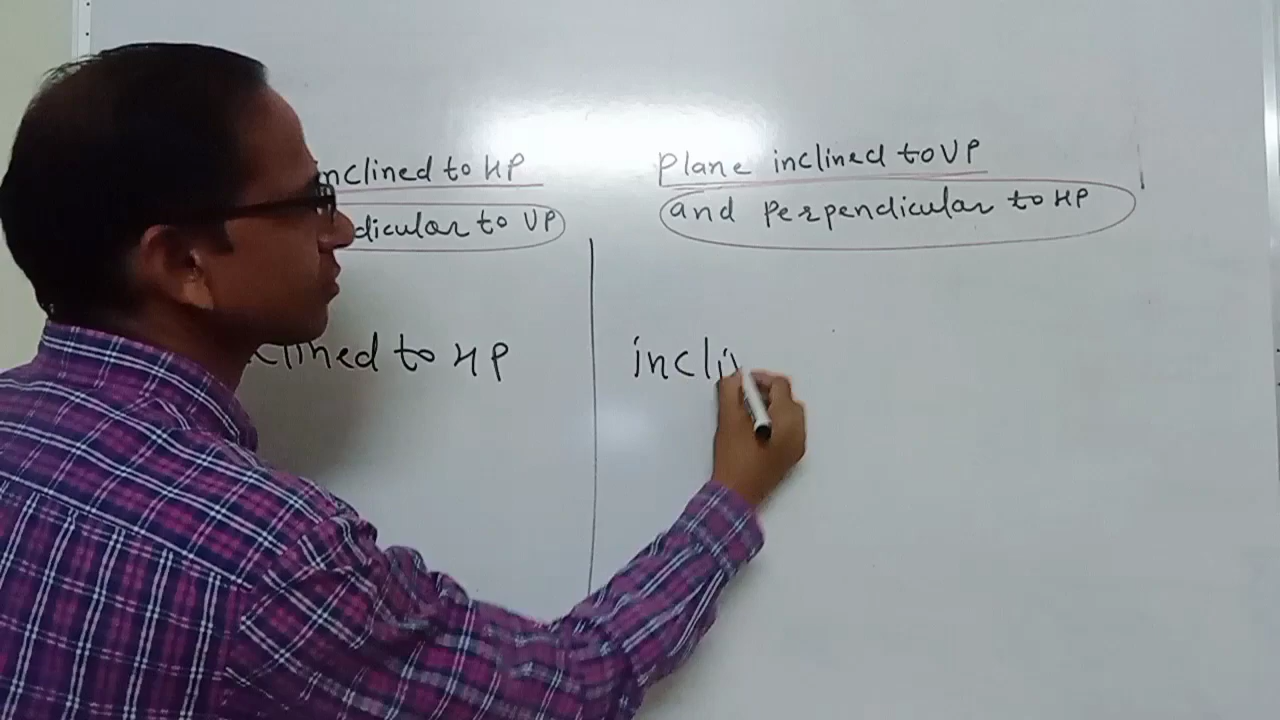 inclined to HP
dicular to VP
Plane inclined to VP
and perpendicular to HP
clined to HP
incli